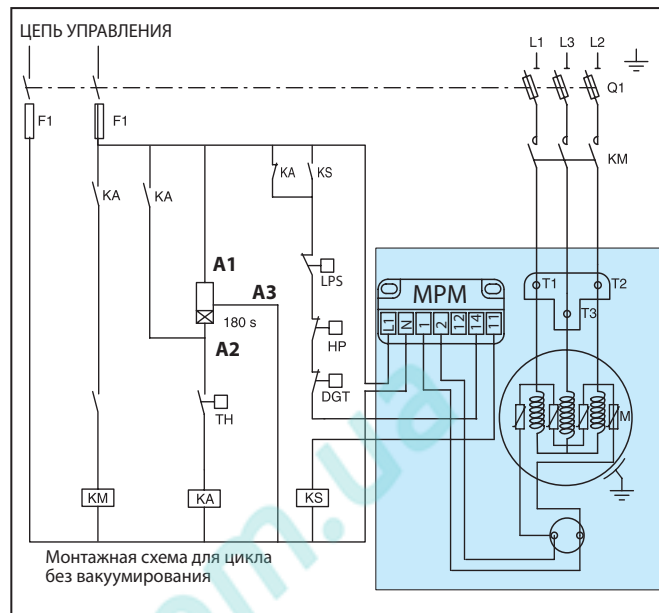 ЦЕПЬ УПРАВЛЕНИЯ
L1 L3 L2
F1 F1 Q1
KM
KA KA KA KS
A1
A3
180 s
A2
LPS
HP
DGT
TH
MPM
L1 N 1 2 12 14 11
T1 T2
T3
M
KM KA KS
Монтажная схема для цикла
без вакуумирования
om.ua